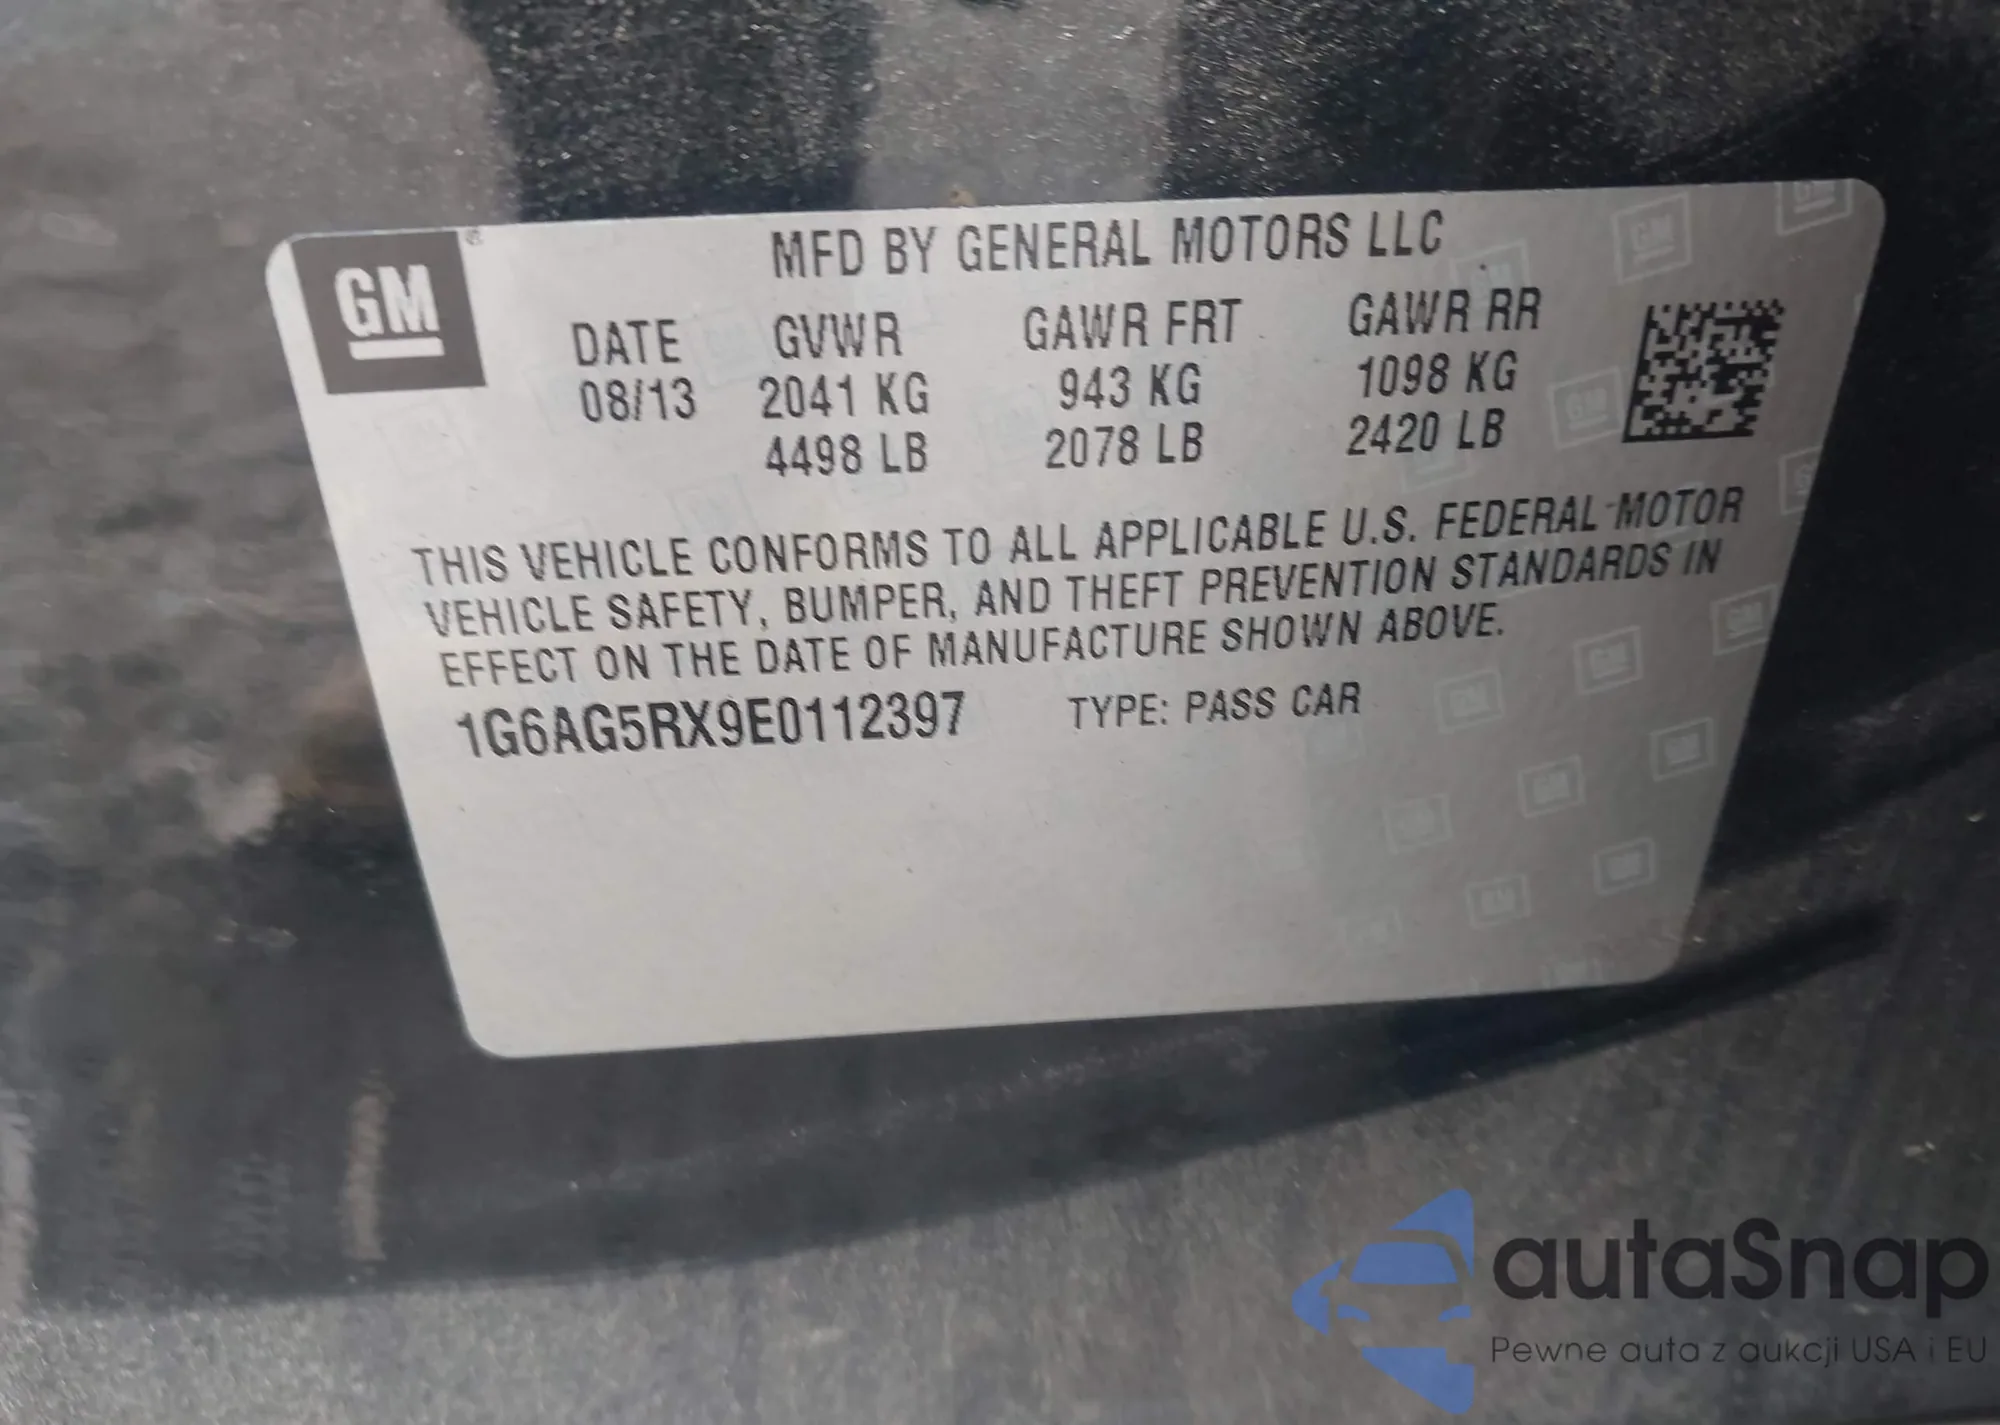 GM
MFD BY GENERAL MOTORS LLC
DATE GVWR GAWR FRT GAWR RR
08/13 2041 KG 943 KG 1098 KG
4498 LB 2078 LB 2420 LB
THIS VEHICLE CONFORMS TO ALL APPLICABLE U.S. FEDERAL MOTOR
VEHICLE SAFETY, BUMPER, AND THEFT PREVENTION STANDARDS IN
EFFECT ON THE DATE OF MANUFACTURE SHOWN ABOVE.
1G6AG5RX9E0112397 TYPE: PASS CAR
autaSnap
Pewne auta z aukcji USA i EU